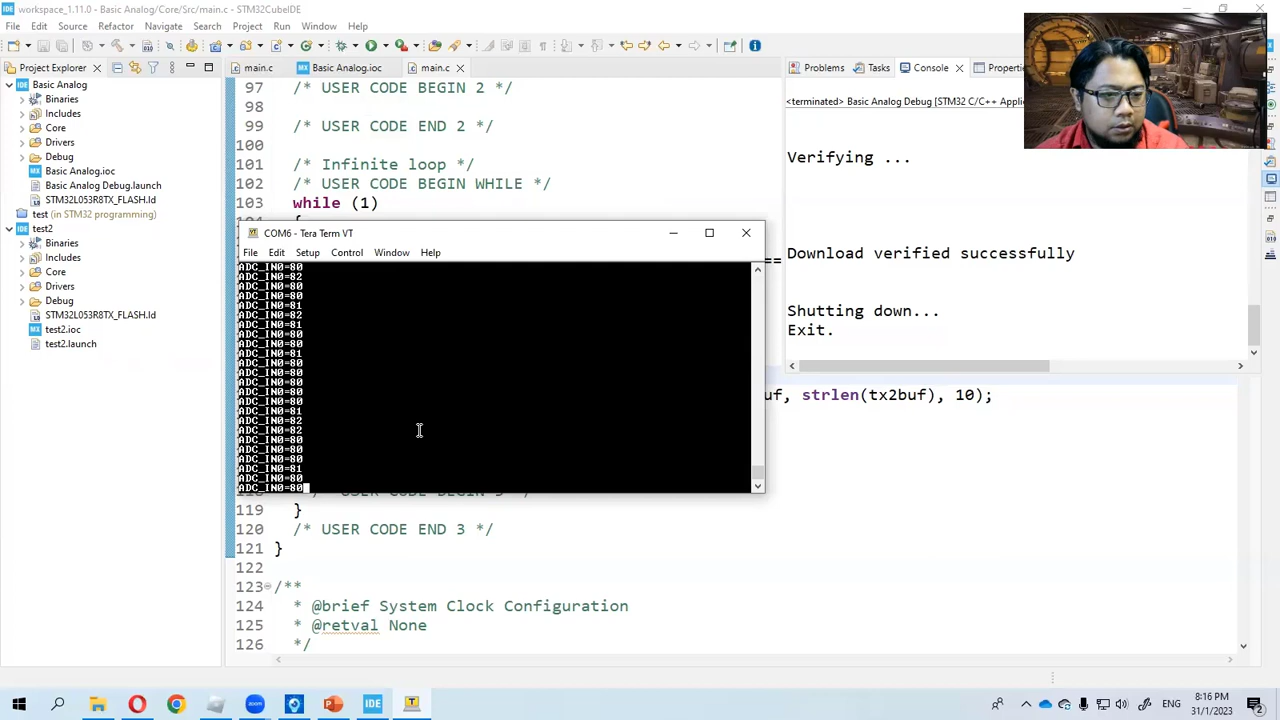 workspace_1.11.0 - Basic Analog/Core/Src/main.c - STM32CubeIDE
File Edit Source Refactor Navigate Search Project Run Window Help
Project Explorer
Basic Analog
Binaries
Includes
Core
Drivers
Debug
Basic Analog.ioc
Basic Analog Debug.launch
STM32L053R8TX_FLASH.ld
test (in STM32 programming)
test2
Binaries
Includes
Core
Drivers
Debug
STM32L053R8TX_FLASH.ld
test2.ioc
test2.launch
main.c Basic Analog.ioc main.c
97 /* USER CODE BEGIN 2 */
98
99 /* USER CODE END 2 */
100
101 /* Infinite loop */
102 /* USER CODE BEGIN WHILE */
103 while (1)
COM6 - Tera Term VT
File Edit Setup Control Window Help
ADC_IN0=80
ADC_IN0=82
ADC_IN0=80
ADC_IN0=80
ADC_IN0=81
ADC_IN0=82
ADC_IN0=81
ADC_IN0=80
ADC_IN0=80
ADC_IN0=81
ADC_IN0=80
ADC_IN0=80
ADC_IN0=80
ADC_IN0=80
ADC_IN0=80
ADC_IN0=81
ADC_IN0=82
ADC_IN0=82
ADC_IN0=80
ADC_IN0=80
ADC_IN0=80
ADC_IN0=81
ADC_IN0=80
ADC_IN0=80
==
uf, strlen(tx2buf), 10);
119 }
120 /* USER CODE END 3 */
121 }
122
123 /**
124 * @brief System Clock Configuration
125 * @retval None
126 */
Problems Tasks Console Properti
<terminated> Basic Analog Debug [STM32 C/C++ Appli
Verifying ...
Download verified successfully
Shutting down...
Exit.
IDE
ENG
8:16 PM
31/1/2023
2